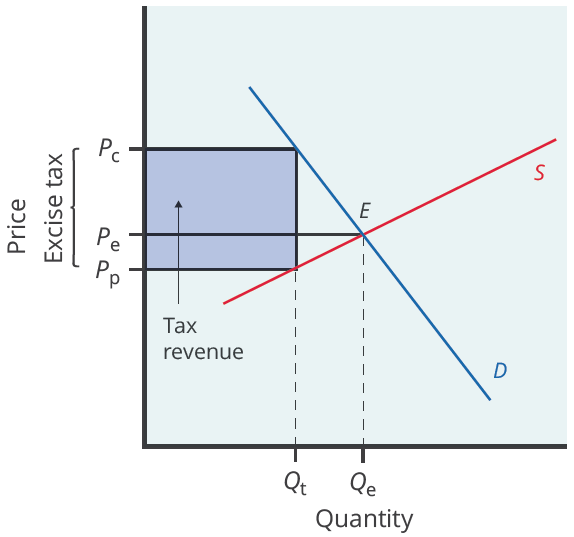 Price
Excise tax
Pc
Pe
Pp
E
S
D
Tax
revenue
Qt
Qe
Quantity